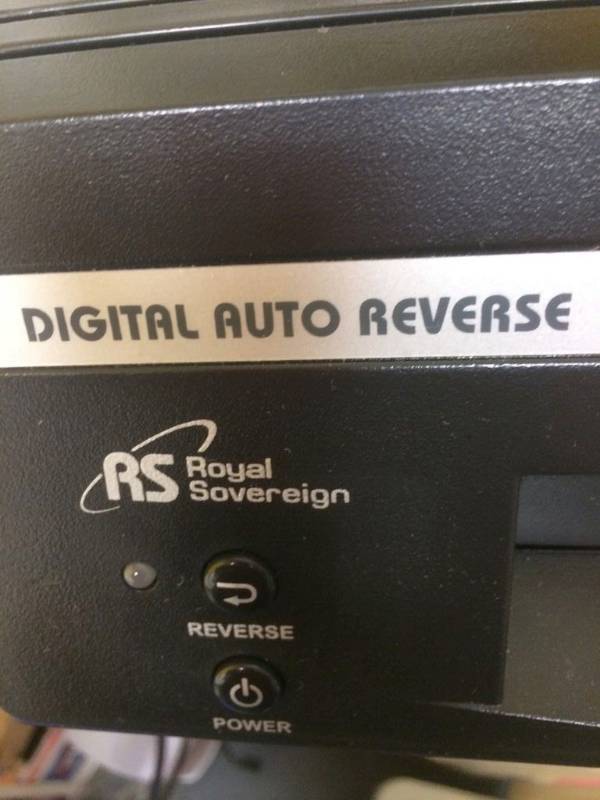 DIGITAL AUTO REVERSE
RS Royal
Sovereign
REVERSE
POWER